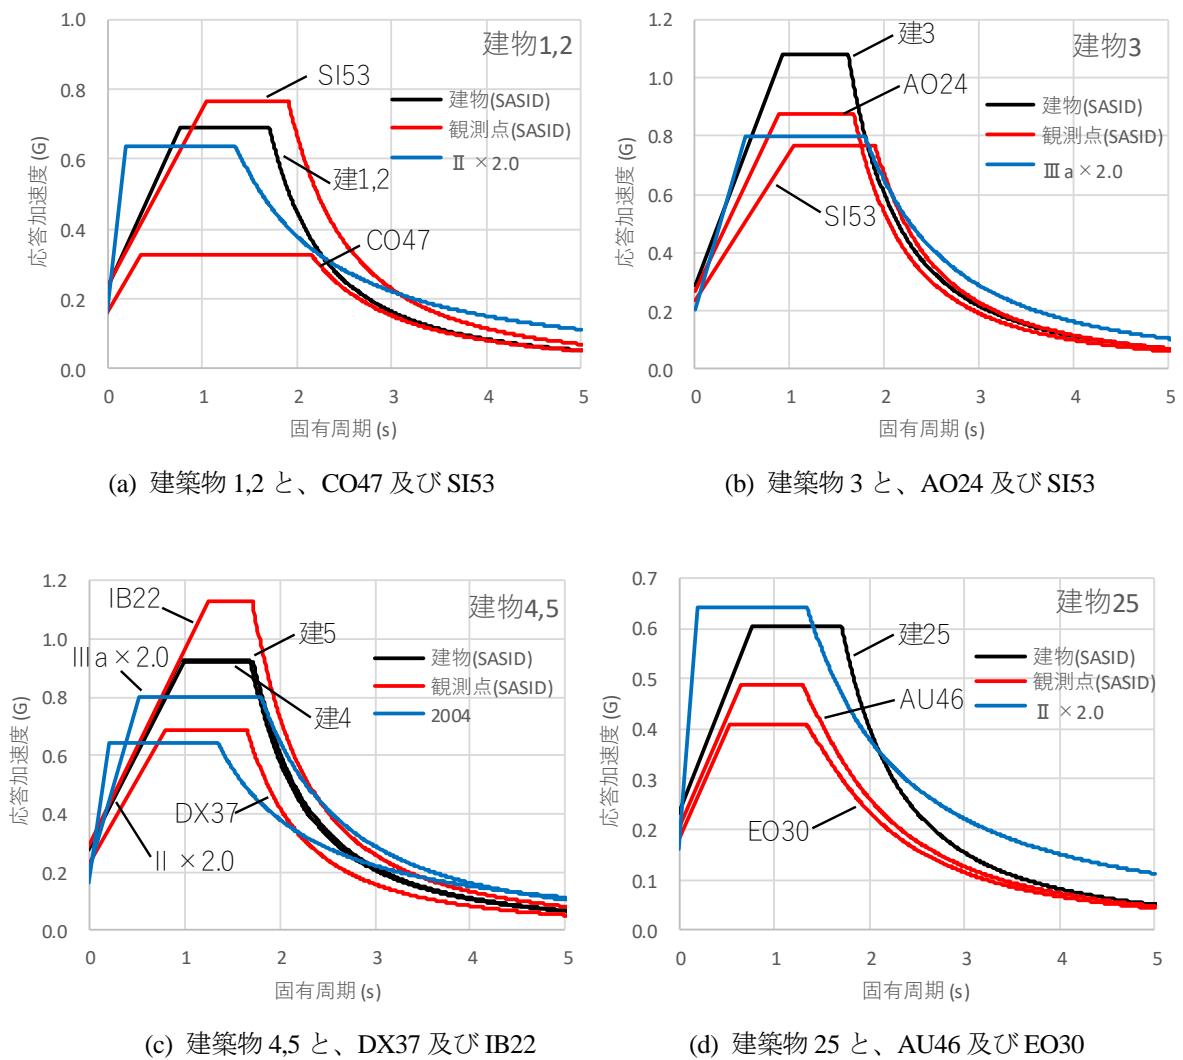 1.0
0.8
0.6
0.4
0.2
0.0
応答加速度 (G)
0 1 2 3 4 5
固有周期 (s)
建物1,2
SI53
建物(SASID)
観測点(SASID)
Ⅱ × 2.0
建1,2
CO47
(a) 建築物 1,2 と、CO47 及び SI53
1.2
1.0
0.8
0.6
0.4
0.2
0.0
応答加速度 (G)
0 1 2 3 4 5
固有周期 (s)
建3
建物3
AO24
建物(SASID)
観測点(SASID)
Ⅲa × 2.0
SI53
(b) 建築物 3 と、AO24 及び SI53
1.2
1.0
0.8
0.6
0.4
0.2
0.0
応答加速度 (G)
0 1 2 3 4 5
固有周期 (s)
IB22
建物4,5
建5
Ⅲa × 2.0
建物(SASID)
観測点(SASID)
2004
建4
DX37
Ⅱ × 2.0
(c) 建築物 4,5 と、DX37 及び IB22
0.7
0.6
0.5
0.4
0.3
0.2
0.1
0.0
応答加速度 (G)
0 1 2 3 4 5
固有周期 (s)
建物25
建25
建物(SASID)
観測点(SASID)
Ⅱ × 2.0
AU46
EO30
(d) 建築物 25 と、AU46 及び EO30